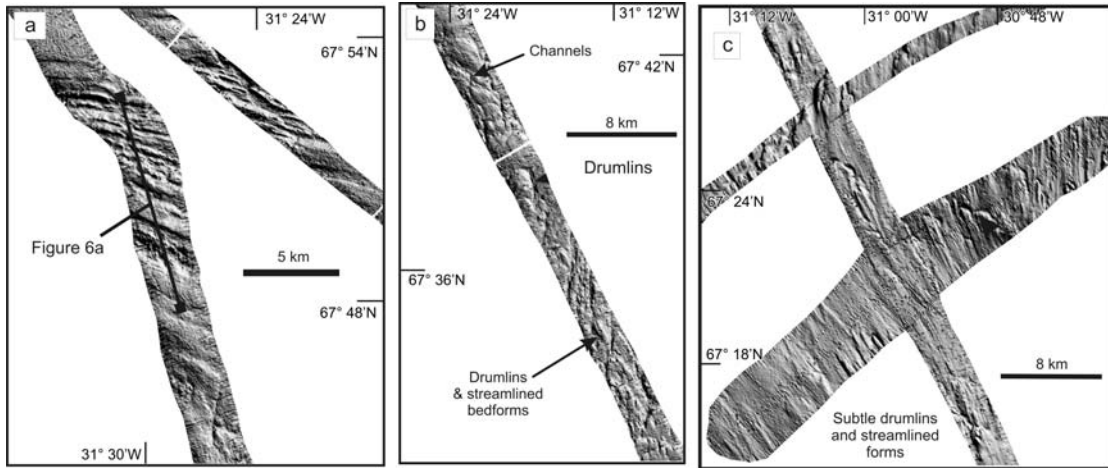 a
31° 24'W
67° 54'N
Figure 6a
5 km
67° 48'N
31° 30'W
b
31° 24'W
31° 12'W
Channels
67° 42'N
8 km
Drumlins
67° 36'N
Drumlins
& streamlined
bedforms
c
31° 12'W
31° 00'W
30° 48'W
67° 24'N
67° 18'N
8 km
Subtle drumlins
and streamlined
forms